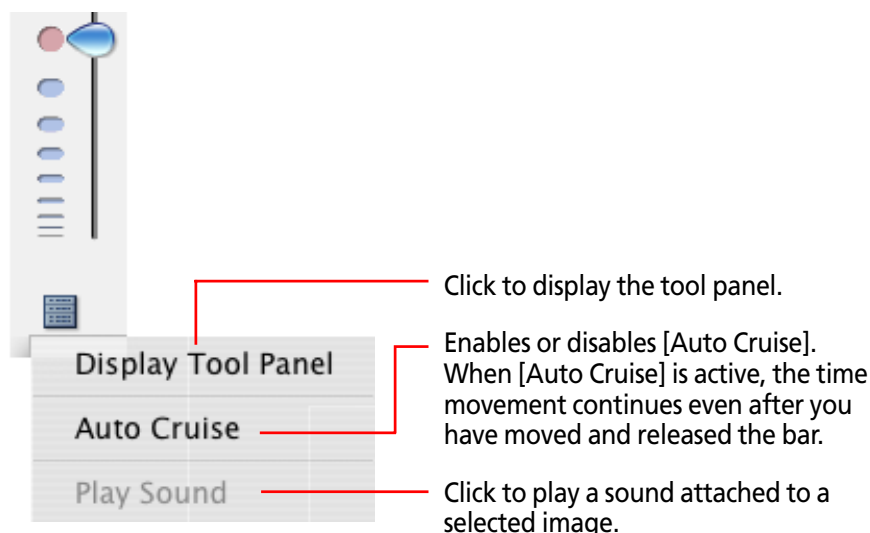 Click to display the tool panel.
Display Tool Panel
Enables or disables [Auto Cruise].
When [Auto Cruise] is active, the time
movement continues even after you
have moved and released the bar.
Auto Cruise
Click to play a sound attached to a
selected image.
Play Sound